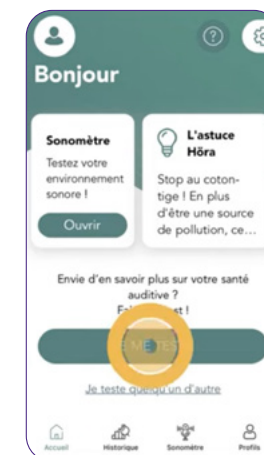 Bonjour
Sonomètre
Testez votre
environnement
sonore !
Ouvrir
L'astuce
Höra
Stop au coton-
tige ! En plus
d'être une source
de pollution, ce...
Envie d'en savoir plus sur votre santé
auditive ?
Je teste quelqu'un d'autre
Accueil
Historique
Sonomètre
Profils